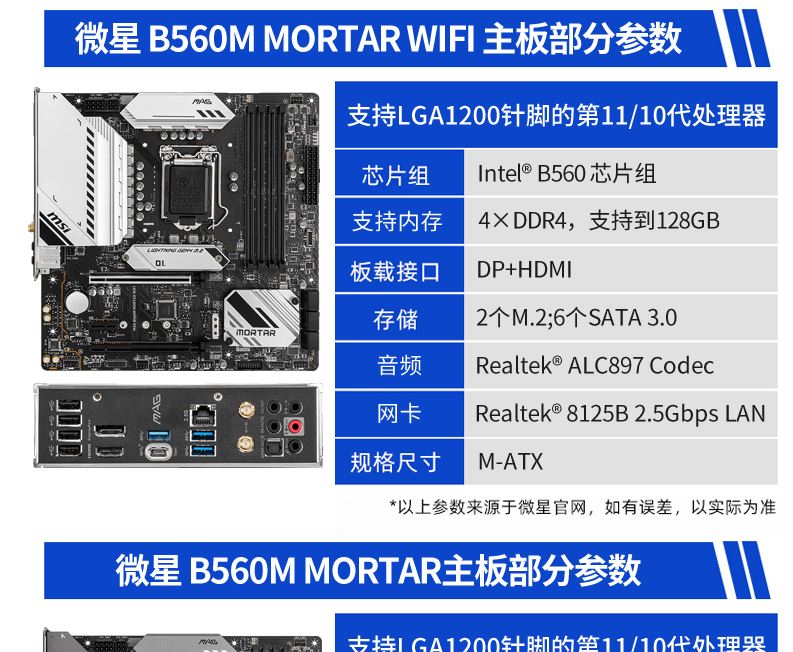 微星 B560M MORTAR WIFI 主板部分参数
支持LGA1200针脚的第11/10代处理器
芯片组 Intel® B560 芯片组
支持内存 4×DDR4，支持到128GB
板载接口 DP+HDMI
存储 2个M.2;6个SATA 3.0
音频 Realtek® ALC897 Codec
网卡 Realtek® 8125B 2.5Gbps LAN
规格尺寸 M-ATX
*以上参数来源于微星官网，如有误差，以实际为准
MAG
msi
LIGHTNING GEN4 M.2
01.
MORTAR
MAG
2.5G
微星 B560M MORTAR主板部分参数
MAG
支持LGA1200针脚的第11/10代处理器